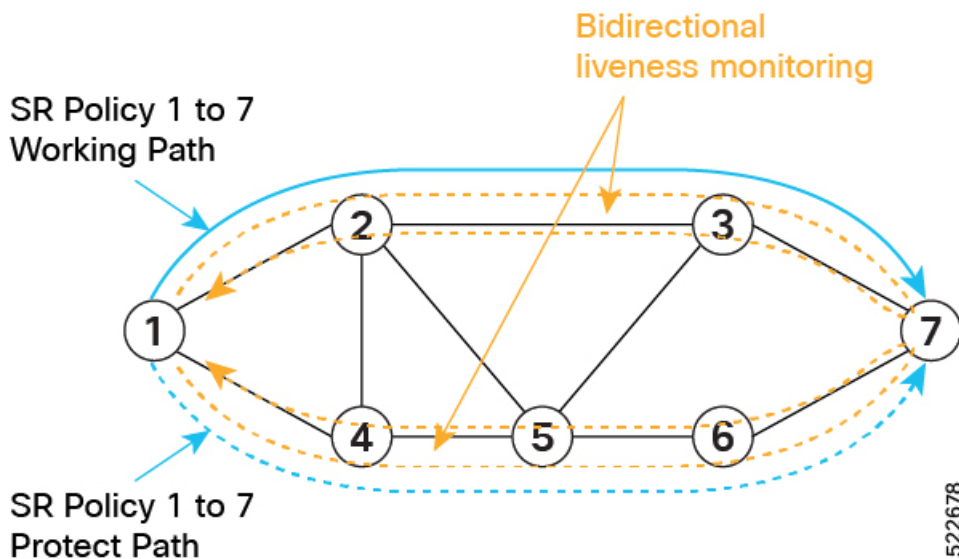 Bidirectional
liveness monitoring
SR Policy 1 to 7
Working Path
2
3
1
7
4
5
6
SR Policy 1 to 7
Protect Path
522678